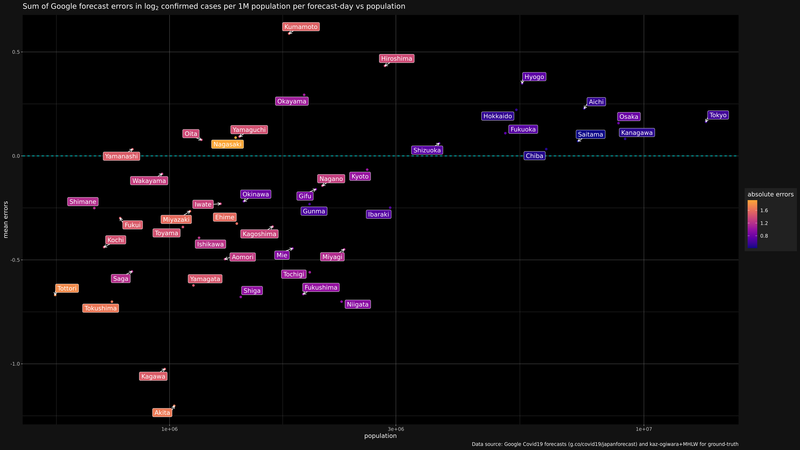 Sum of Google forecast errors in log2 confirmed cases per 1M population per forecast-day vs population
Kumamoto
0.5
Hiroshima
Hyogo
Okayama
Aichi
Hokkaido
Osaka
Tokyo
Yamaguchi
Fukuoka
Oita
Saitama
Kanagawa
Nagasaki
Shizuoka
0.0
Yamanashi
Chiba
Wakayama
Nagano
Kyoto
absolute errors
Okinawa
Gifu
1.6
Shimane
Iwate
1.2
Gunma
Ibaraki
0.8
mean errors
Miyazaki
Ehime
Fukui
Toyama
Kagoshima
Kochi
Ishikawa
-0.5
Aomori
Mie
Miyagi
Saga
Yamagata
Tochigi
Tottori
Shiga
Fukushima
Tokushima
Niigata
-1.0
Kagawa
Akita
1e+06
3e+06
1e+07
population
Data source: Google Covid19 forecasts (g.co/covid19/japanforecast) and kaz-ogiwara+MHLW for ground-truth